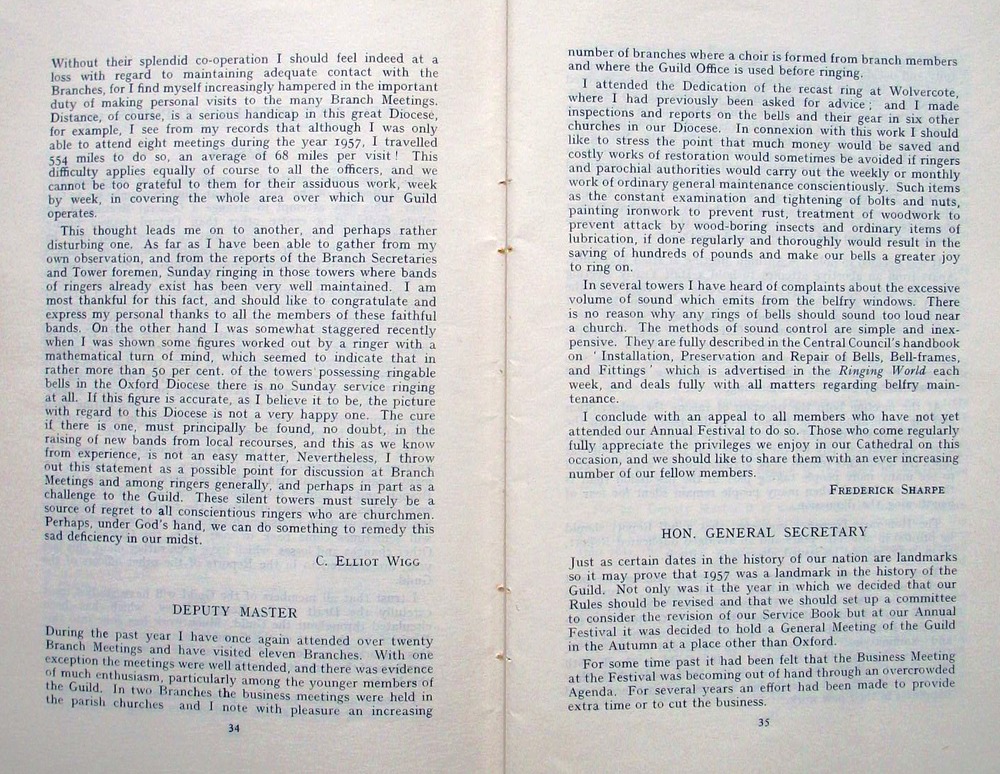 Without their splendid co-operation I should feel indeed at a
loss with regard to maintaining adequate contact with the
Branches, for I find myself increasingly hampered in the important
duty of making personal visits to the many Branch Meetings.
Distance, of course, is a serious handicap in this great Diocese,
for example, I see from my records that although I was only
able to attend eight meetings during the year 1957, I travelled
554 miles to do so, an average of 68 miles per visit! This
difficulty applies equally of course to all the officers, and we
cannot be too grateful to them for their assiduous work, week
by week, in covering the whole area over which our Guild
operates.
This thought leads me on to another, and perhaps rather
disturbing one. As far as I have been able to gather from my
own observation, and from the reports of the Branch Secretaries
and Tower foremen, Sunday ringing in those towers where bands
of ringers already exist has been very well maintained. I am
most thankful for this fact, and should like to congratulate and
express my personal thanks to all the members of these faithful
bands. On the other hand I was somewhat staggered recently
when I was shown some figures worked out by a ringer with a
mathematical turn of mind, which seemed to indicate that in
rather more than 50 per cent. of the towers possessing ringable
bells in the Oxford Diocese there is no Sunday service ringing
at all. If this figure is accurate, as I believe it to be, the picture
with regard to this Diocese is not a very happy one. The cure
if there is one, must principally be found, no doubt, in the
raising of new bands from local recourses, and this as we know
from experience, is not an easy matter, Nevertheless, I throw
out this statement as a possible point for discussion at Branch
Meetings and among ringers generally, and perhaps in part as a
challenge to the Guild. These silent towers must surely be a
source of regret to all conscientious ringers who are churchmen.
Perhaps, under God's hand, we can do something to remedy this
sad deficiency in our midst.
C. Elliot Wigg
DEPUTY MASTER
During the past year I have once again attended over twenty
Branch Meetings and have visited eleven Branches. With one
exception the meetings were well attended, and there was evidence
of much enthusiasm, particularly among the younger members of
the Guild. In two Branches the business meetings were held in
the parish churches and I note with pleasure an increasing
34
number of branches where a choir is formed from branch members
and where the Guild Office is used before ringing.
I attended the Dedication of the recast ring at Wolvercote,
where I had previously been asked for advice; and I made
inspections and reports on the bells and their gear in six other
churches in our Diocese. In connexion with this work I should
like to stress the point that much money would be saved and
costly works of restoration would sometimes be avoided if ringers
and parochial authorities would carry out the weekly or monthly
work of ordinary general maintenance conscientiously. Such items
as the constant examination and tightening of bolts and nuts,
painting ironwork to prevent rust, treatment of woodwork to
prevent attack by wood-boring insects and ordinary items of
lubrication, if done regularly and thoroughly would result in the
saving of hundreds of pounds and make our bells a greater joy
to ring on.
In several towers I have heard of complaints about the excessive
volume of sound which emits from the belfry windows. There
is no reason why any rings of bells should sound too loud near
a church. The methods of sound control are simple and inex-
pensive. They are fully described in the Central Council's handbook
on ' Installation, Preservation and Repair of Bells, Bell-frames,
and Fittings ' which is advertised in the Ringing World each
week, and deals fully with all matters regarding belfry main-
tenance.
I conclude with an appeal to all members who have not yet
attended our Annual Festival to do so. Those who come regularly
fully appreciate the privileges we enjoy in our Cathedral on this
occasion, and we should like to share them with an ever increasing
number of our fellow members.
Frederick Sharpe
HON. GENERAL SECRETARY
Just as certain dates in the history of our nation are landmarks
so it may prove that 1957 was a landmark in the history of the
Guild. Not only was it the year in which we decided that our
Rules should be revised and that we should set up a committee
to consider the revision of our Service Book but at our Annual
Festival it was decided to hold a General Meeting of the Guild
in the Autumn at a place other than Oxford.
For some time past it had been felt that the Business Meeting
at the Festival was becoming out of hand through an overcrowded
Agenda. For several years an effort had been made to provide
extra time or to cut the business.
35